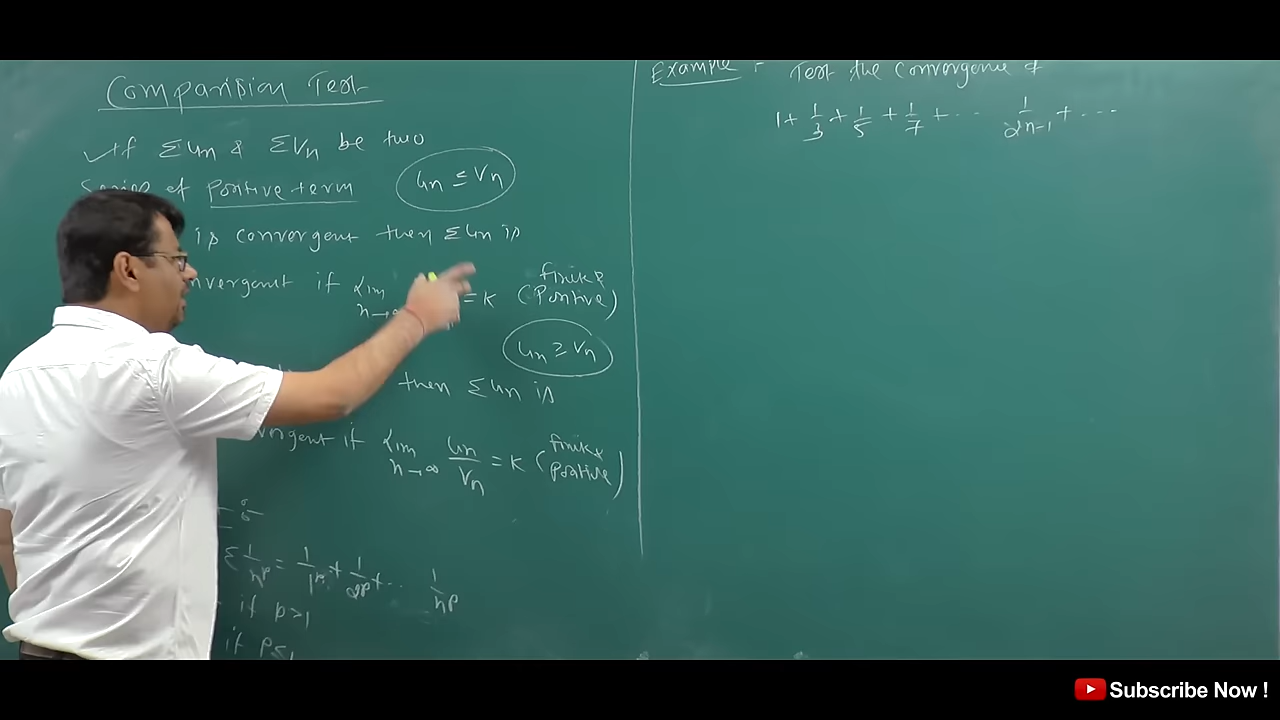 Comparision Test
✓ If Σun & Σvn be two
Series of Positive term
un ≤ vn
is convergent then Σun is
nvergent if lim n→∞ = K (finite & Positive)
un ≥ vn
then Σun is
vergent if lim n→∞ un/vn = K (finite & positive)
Σ 1/n^p = 1/1^p + 1/2^p + ... 1/n^p
if p>1
if P≤1
Example :- Test the Convergence of
1 + 1/3 + 1/5 + 1/7 + ... 1/2n-1 + ...
Subscribe Now !